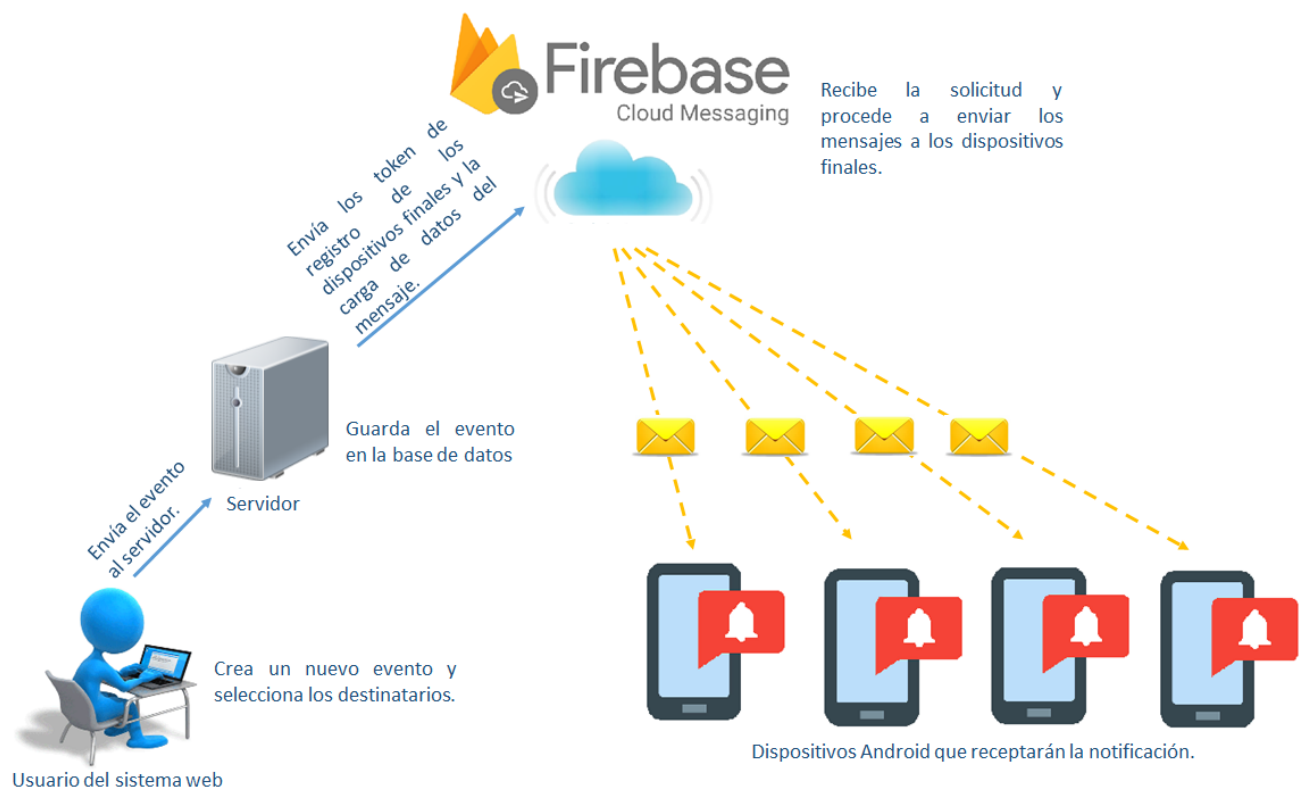 Firebase
Cloud Messaging
Recibe la solicitud y
procede a enviar los
mensajes a los dispositivos
finales.
Envía los token de
registro de los
dispositivos finales y la
carga de datos del
mensaje.
Guarda el evento
en la base de datos
Servidor
Envía el evento
al servidor.
Crea un nuevo evento y
selecciona los destinatarios.
Usuario del sistema web
Dispositivos Android que receptarán la notificación.